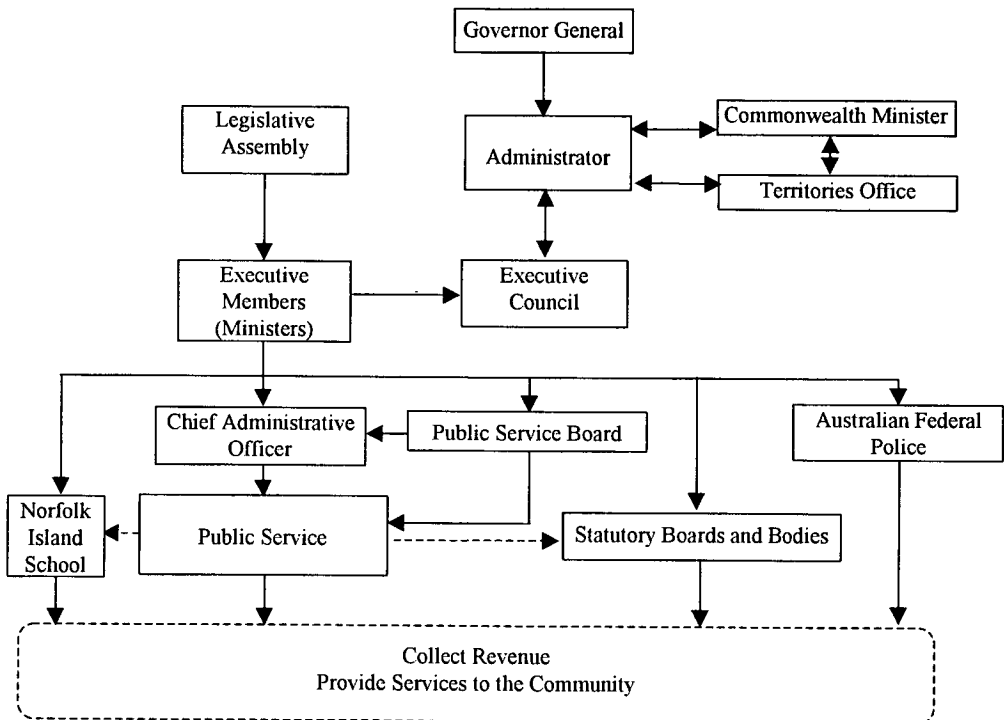 Governor General
Legislative
Assembly
Administrator
Commonwealth Minister
Territories Office
Executive
Members
(Ministers)
Executive
Council
Chief Administrative
Officer
Public Service Board
Australian Federal
Police
Norfolk
Island
School
Public Service
Statutory Boards and Bodies
Collect Revenue
Provide Services to the Community